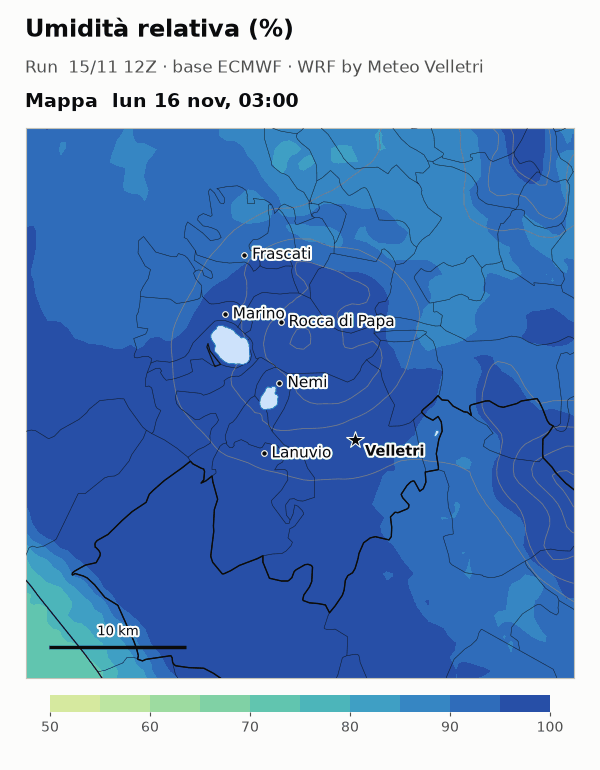 Umidità relativa (%)
Run 15/11 12Z · base ECMWF · WRF by Meteo Velletri
Mappa lun 16 nov, 03:00
Frascati
Marino
Rocca di Papa
Nemi
Velletri
Lanuvio
10 km
50 60 70 80 90 100